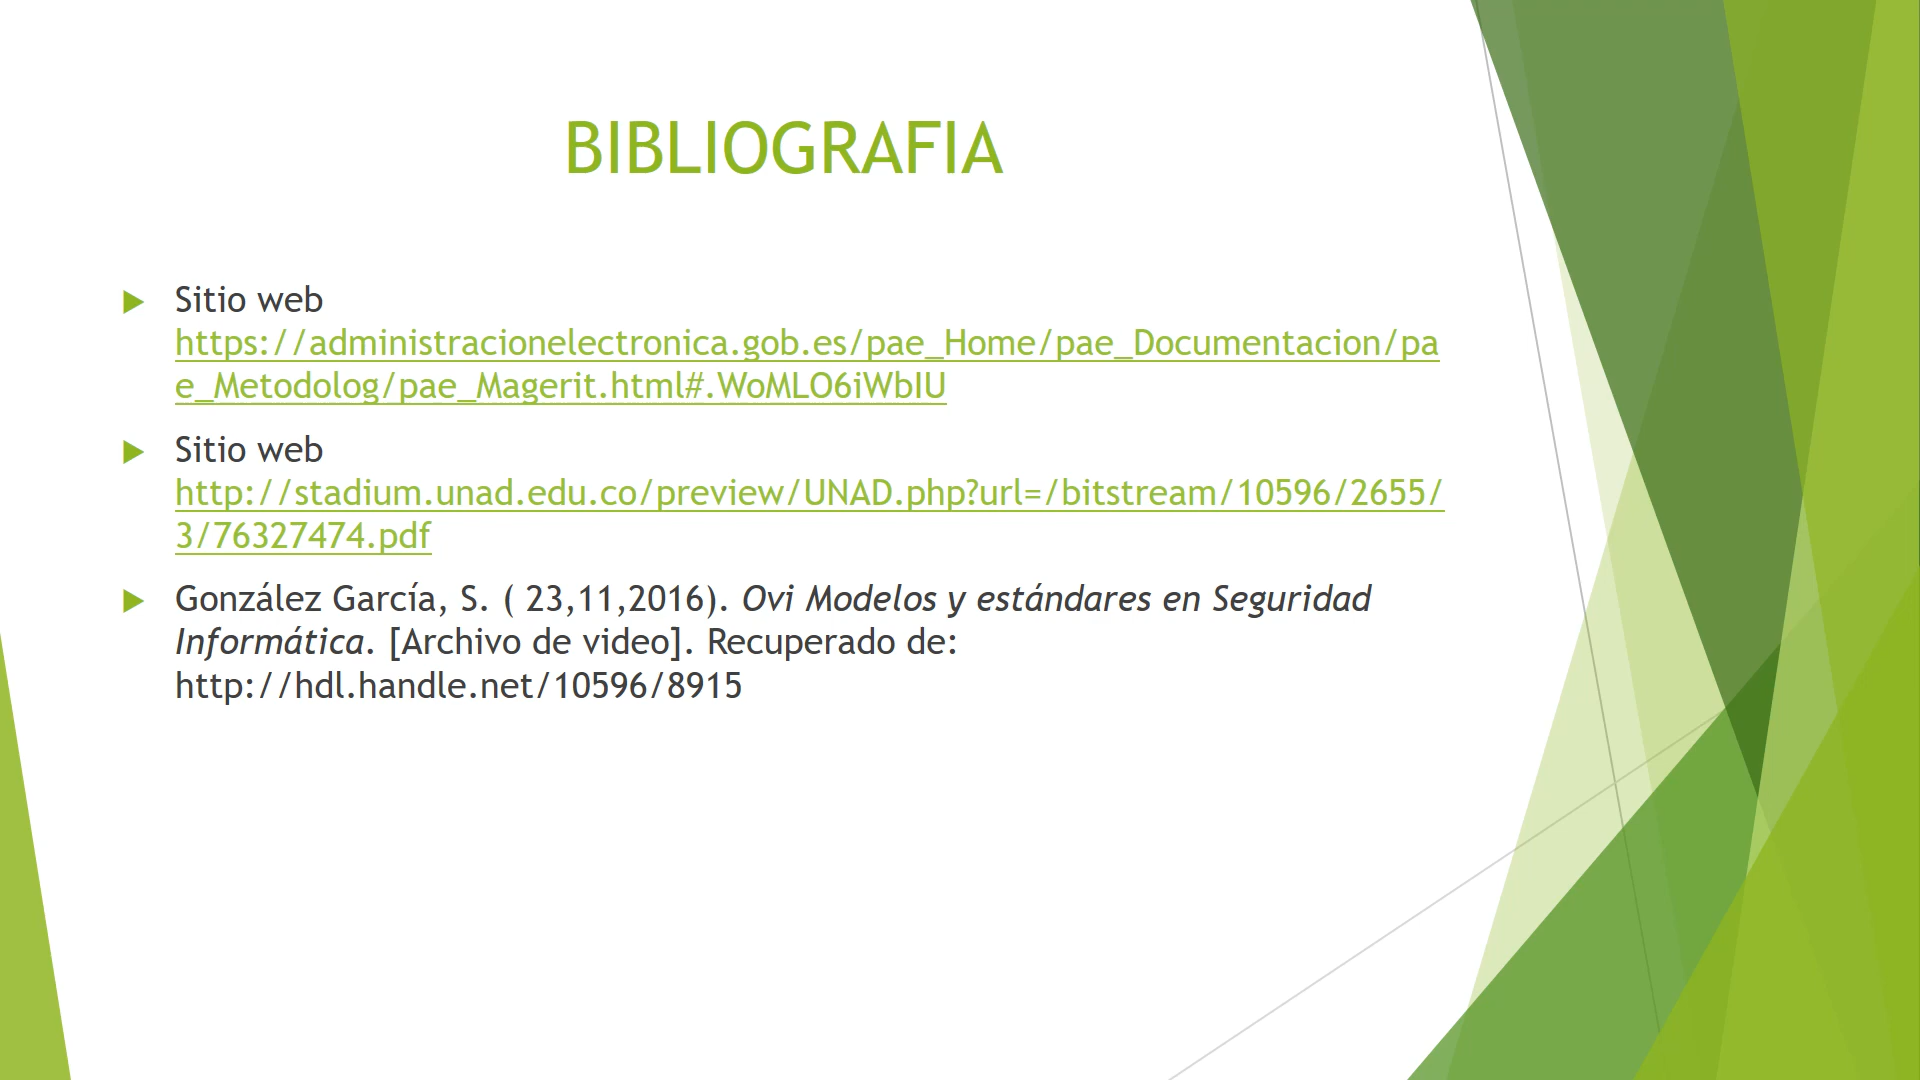 BIBLIOGRAFIA
Sitio web
https://administracionelectronica.gob.es/pae_Home/pae_Documentacion/pa
e_Metodolog/pae_Magerit.html#.WoMLO6iWbIU
Sitio web
http://stadium.unad.edu.co/preview/UNAD.php?url=/bitstream/10596/2655/
3/76327474.pdf
González García, S. ( 23,11,2016). Ovi Modelos y estándares en Seguridad
Informática. [Archivo de video]. Recuperado de:
http://hdl.handle.net/10596/8915